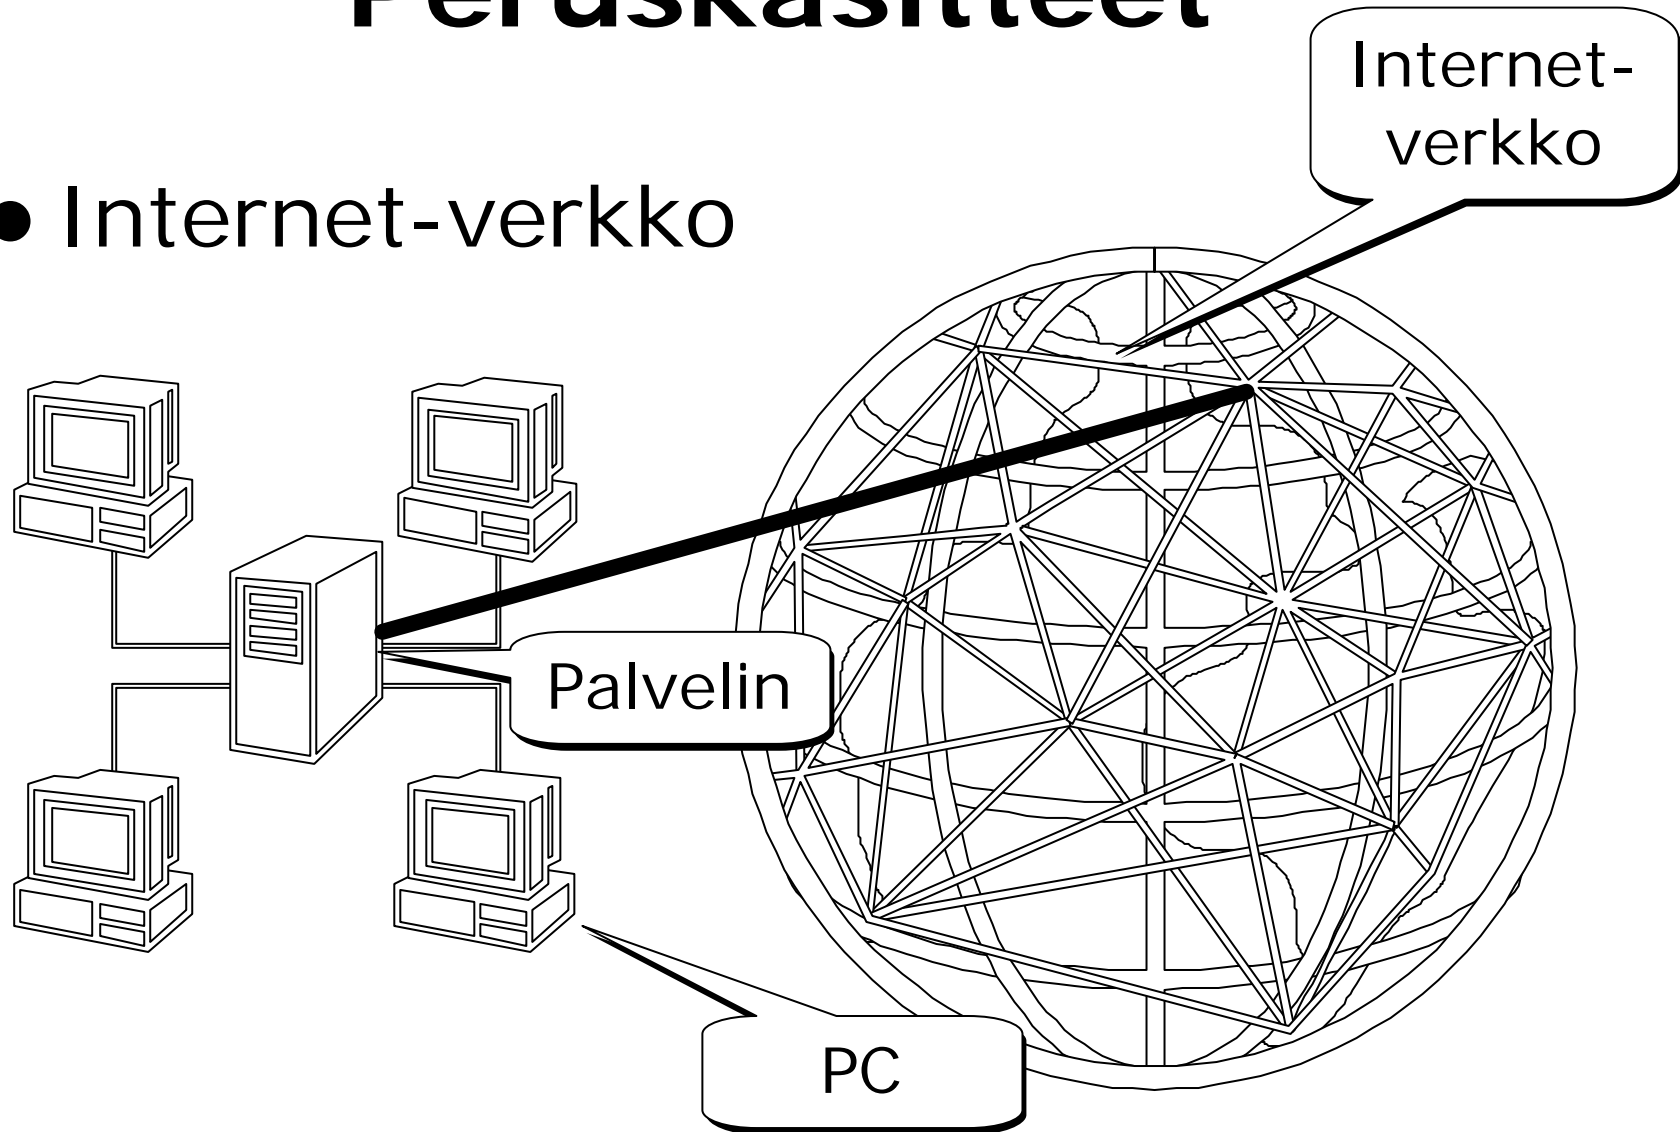 Peruskäsitteet
Internet-
verkko
• Internet-verkko
Palvelin
PC